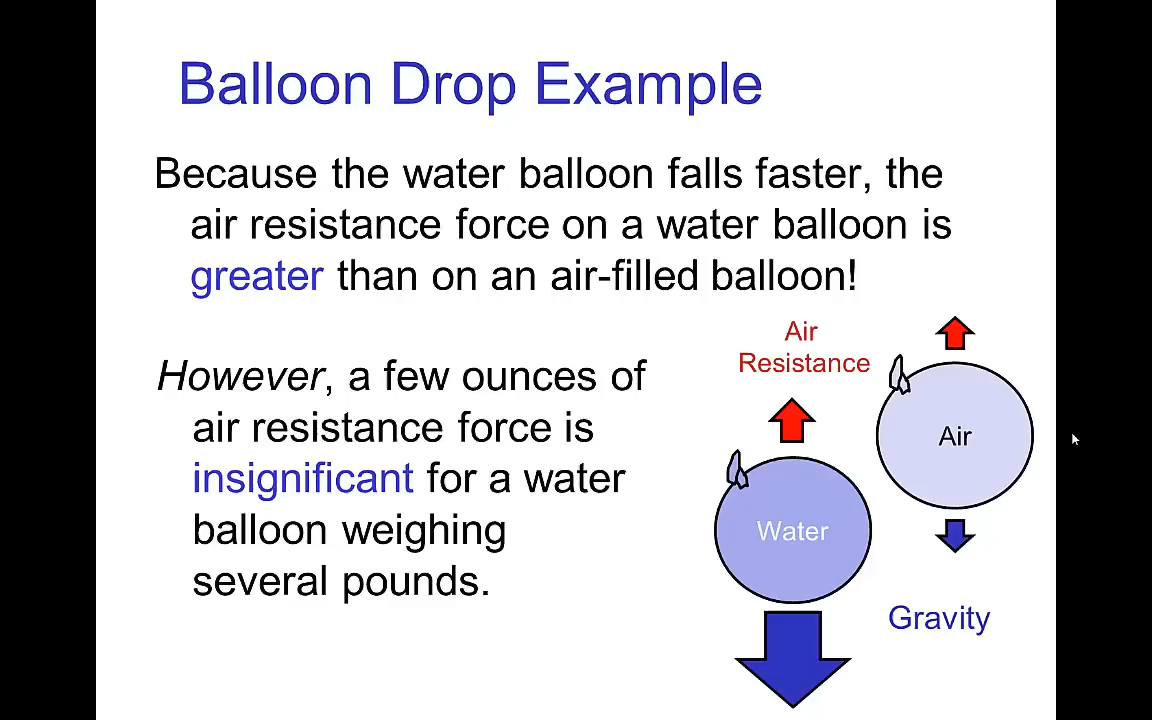 Balloon Drop Example
Because the water balloon falls faster, the
air resistance force on a water balloon is
greater than on an air-filled balloon!
However, a few ounces of
air resistance force is
insignificant for a water
balloon weighing
several pounds.
Air
Resistance
Air
Water
Gravity